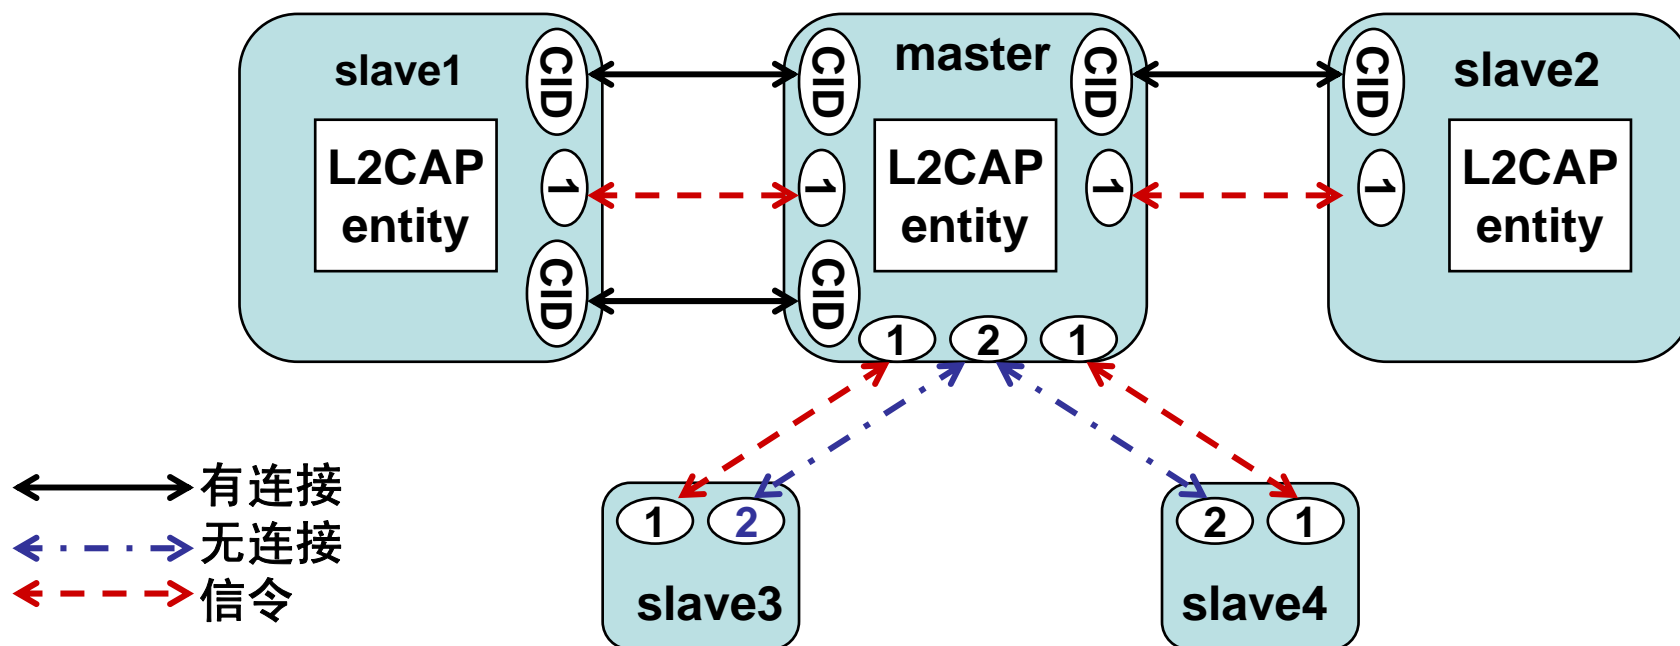 slave1
CID
1
CID
L2CAP
entity
master
CID
1
CID
CID
1
L2CAP
entity
1
2
1
slave2
CID
1
L2CAP
entity
有连接
无连接
信令
1
2
slave3
2
1
slave4